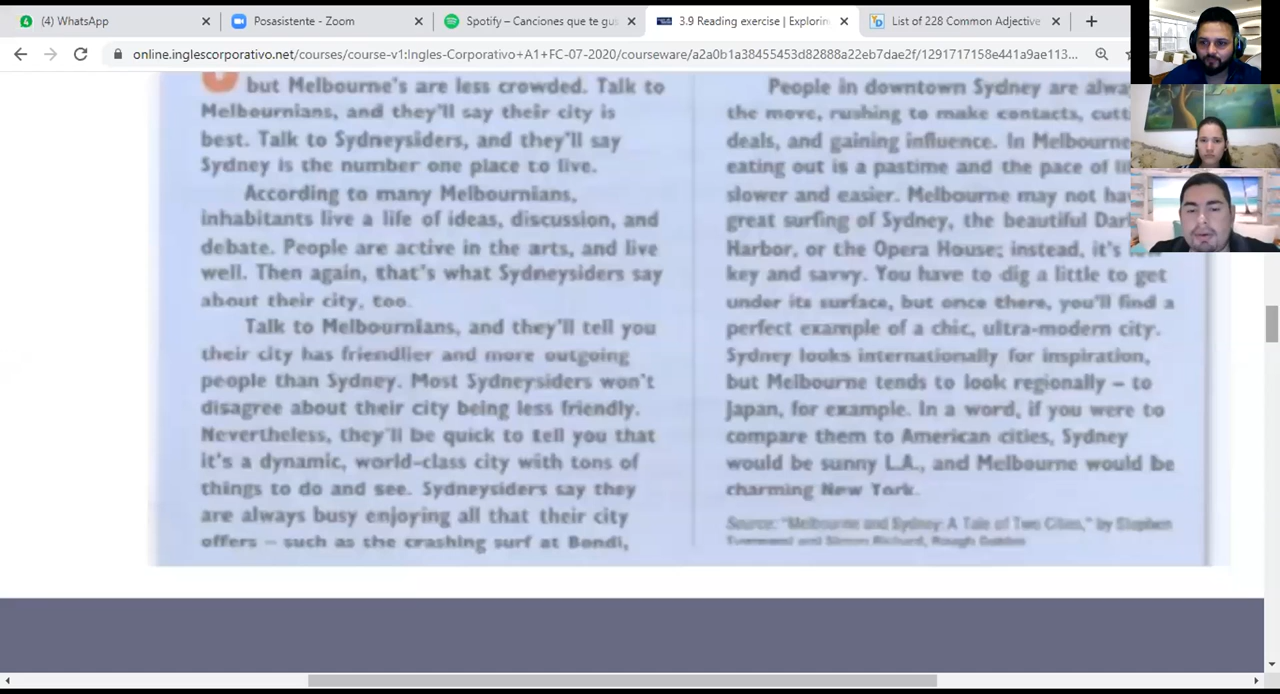 (4) WhatsApp
Posasistente - Zoom
Spotify – Canciones que te gus
3.9 Reading exercise | Explorin
List of 228 Common Adjective
online.inglescorporativo.net/courses/course-v1:Ingles-Co
+A1+FC-07-2020/courseware/a2a0b1a38455453d82888a22eb7dae2f/1291717158e441a9ae113...
but Melbourne's are less crowded. Talk to
Melbournians, and they'll say their city is
best. Talk to Sydneysiders, and they'll say
Sydney is the number one place to live.
According to many Melbournians,
inhabitants live a life of ideas, discussion, and
debate. People are active in the arts, and live
well. Then again, that's what Sydneysiders say
about their city, too.
Talk to Melbournians, and they'll tell you
their city has friendlier and more outgoing
people than Sydney. Most Sydneysiders won't
disagree about their city being less friendly.
Nevertheless, they'll be quick to tell you that
it's a dynamic, world-class city with tons of
things to do and see. Sydneysiders say they
are always busy enjoying all that their city
offers – such as the crashing surf at Bondi,
People in downtown Sydney are alwa
the move, rushing to make contacts, cutt
deals, and gaining influence. In Melbourne
eating out is a pastime and the pace of li
slower and easier. Melbourne may not ha
great surfing of Sydney, the beautiful Dar
Harbor, or the Opera House; instead, it's
key and savvy. You have to dig a little to get
under its surface, but once there, you'll find a
perfect example of a chic, ultra-modern city.
Sydney looks internationally for inspiration,
but Melbourne tends to look regionally – to
Japan, for example. In a word, if you were to
compare them to American cities, Sydney
would be sunny L.A., and Melbourne would be
charming New York.
Source: "Melbourne and Sydney: A Tale of Two Cities," by Stephen
and Simon Richard, Rough Guides